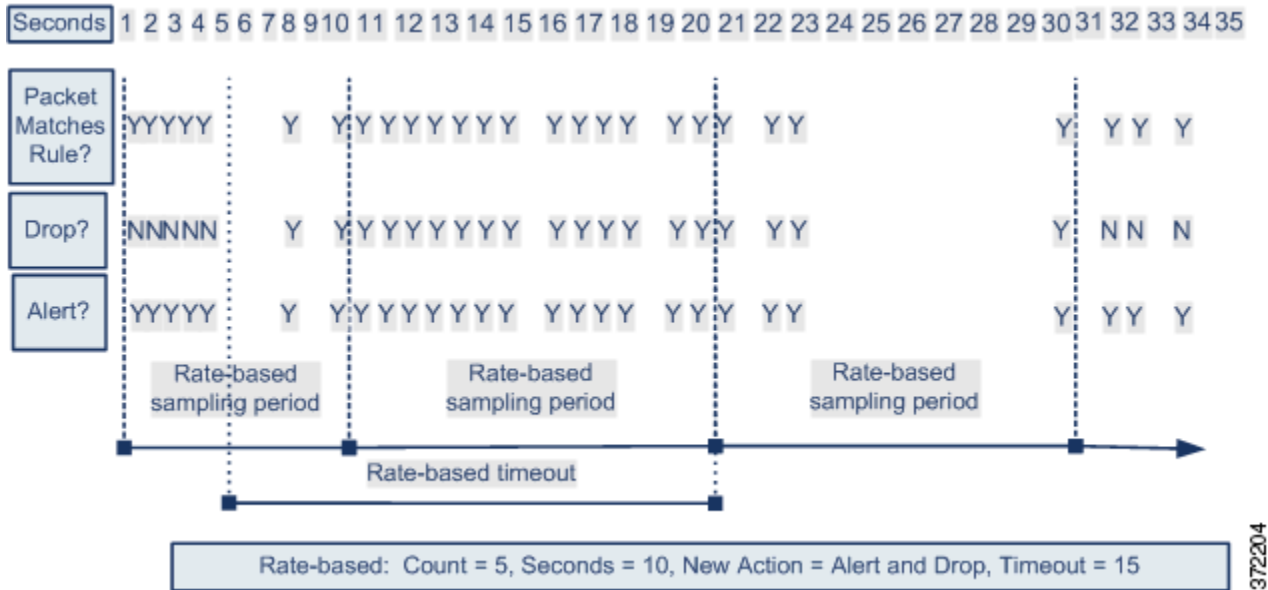 Seconds 1 2 3 4 5 6 7 8 9 10 11 12 13 14 15 16 17 18 19 20 21 22 23 24 25 26 27 28 29 30 31 32 33 34 35
Packet
Matches
Rule?
YYYYY Y Y Y Y Y Y Y Y Y Y Y Y Y Y Y Y Y Y Y Y Y Y
Drop? NNNNN Y Y Y Y Y Y Y Y Y Y Y Y Y Y Y Y Y Y Y N N N
Alert? YYYYY Y Y Y Y Y Y Y Y Y Y Y Y Y Y Y Y Y Y Y Y Y Y
Rate-based
sampling period
Rate-based
sampling period
Rate-based
sampling period
Rate-based timeout
Rate-based: Count = 5, Seconds = 10, New Action = Alert and Drop, Timeout = 15
372204